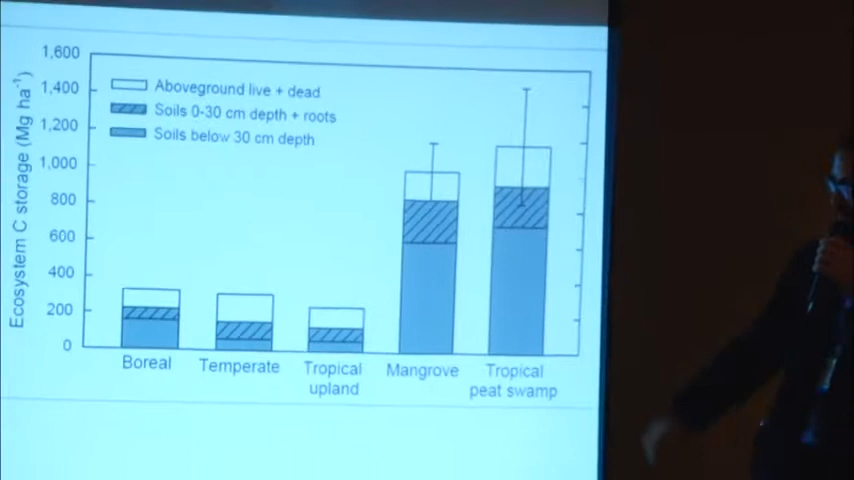 1,600
1,400
1,200
1,000
800
600
400
200
0
Ecosystem C storage (Mg ha⁻¹)
Aboveground live + dead
Soils 0-30 cm depth + roots
Soils below 30 cm depth
Boreal
Temperate
Tropical
upland
Mangrove
Tropical
peat swamp